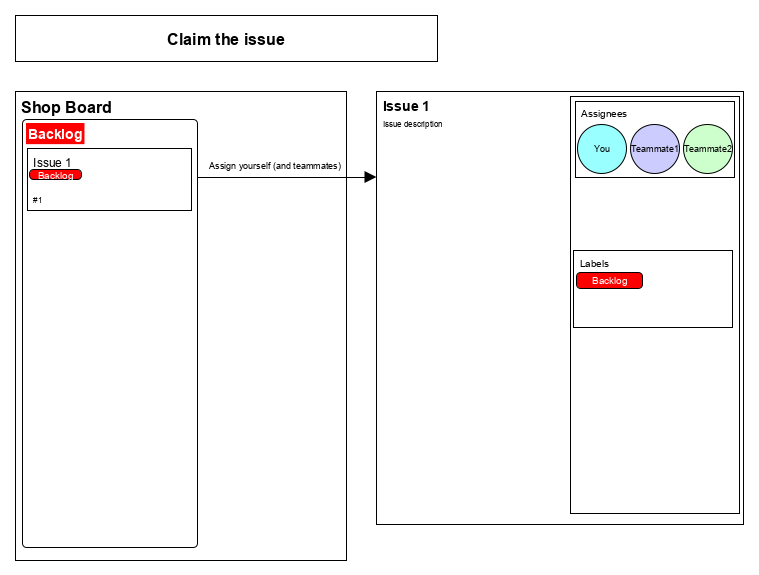 Claim the issue
Shop Board
Backlog
Issue 1
Backlog
#1
Assign yourself (and teammates)
Issue 1
Issue description
Assignees
You
Teammate1
Teammate2
Labels
Backlog